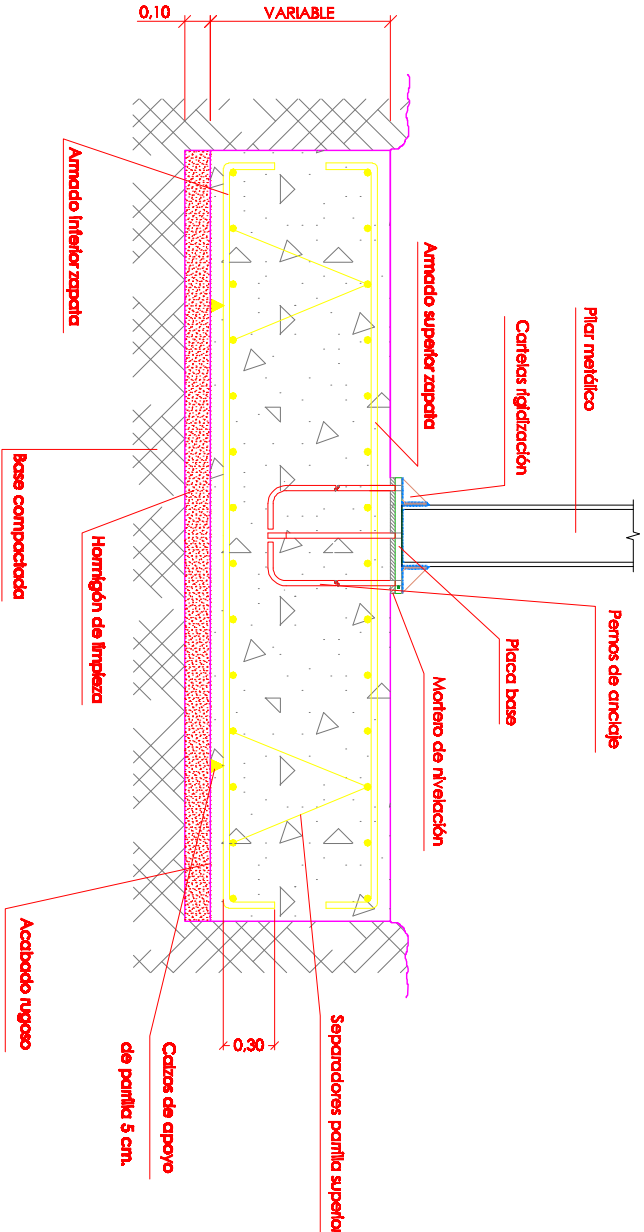 0,10
VARIABLE
Armado inferior zapata
Armado superior zapata
Cartelas rigidización
Pilar metálico
Base compactada
Hormigón de limpieza
Mortero de nivelación
Placa base
Pernos de anclaje
Acabado rugoso
Calzos de apoyo
de parrilla 5 cm.
0,30
Separadores parrilla superior